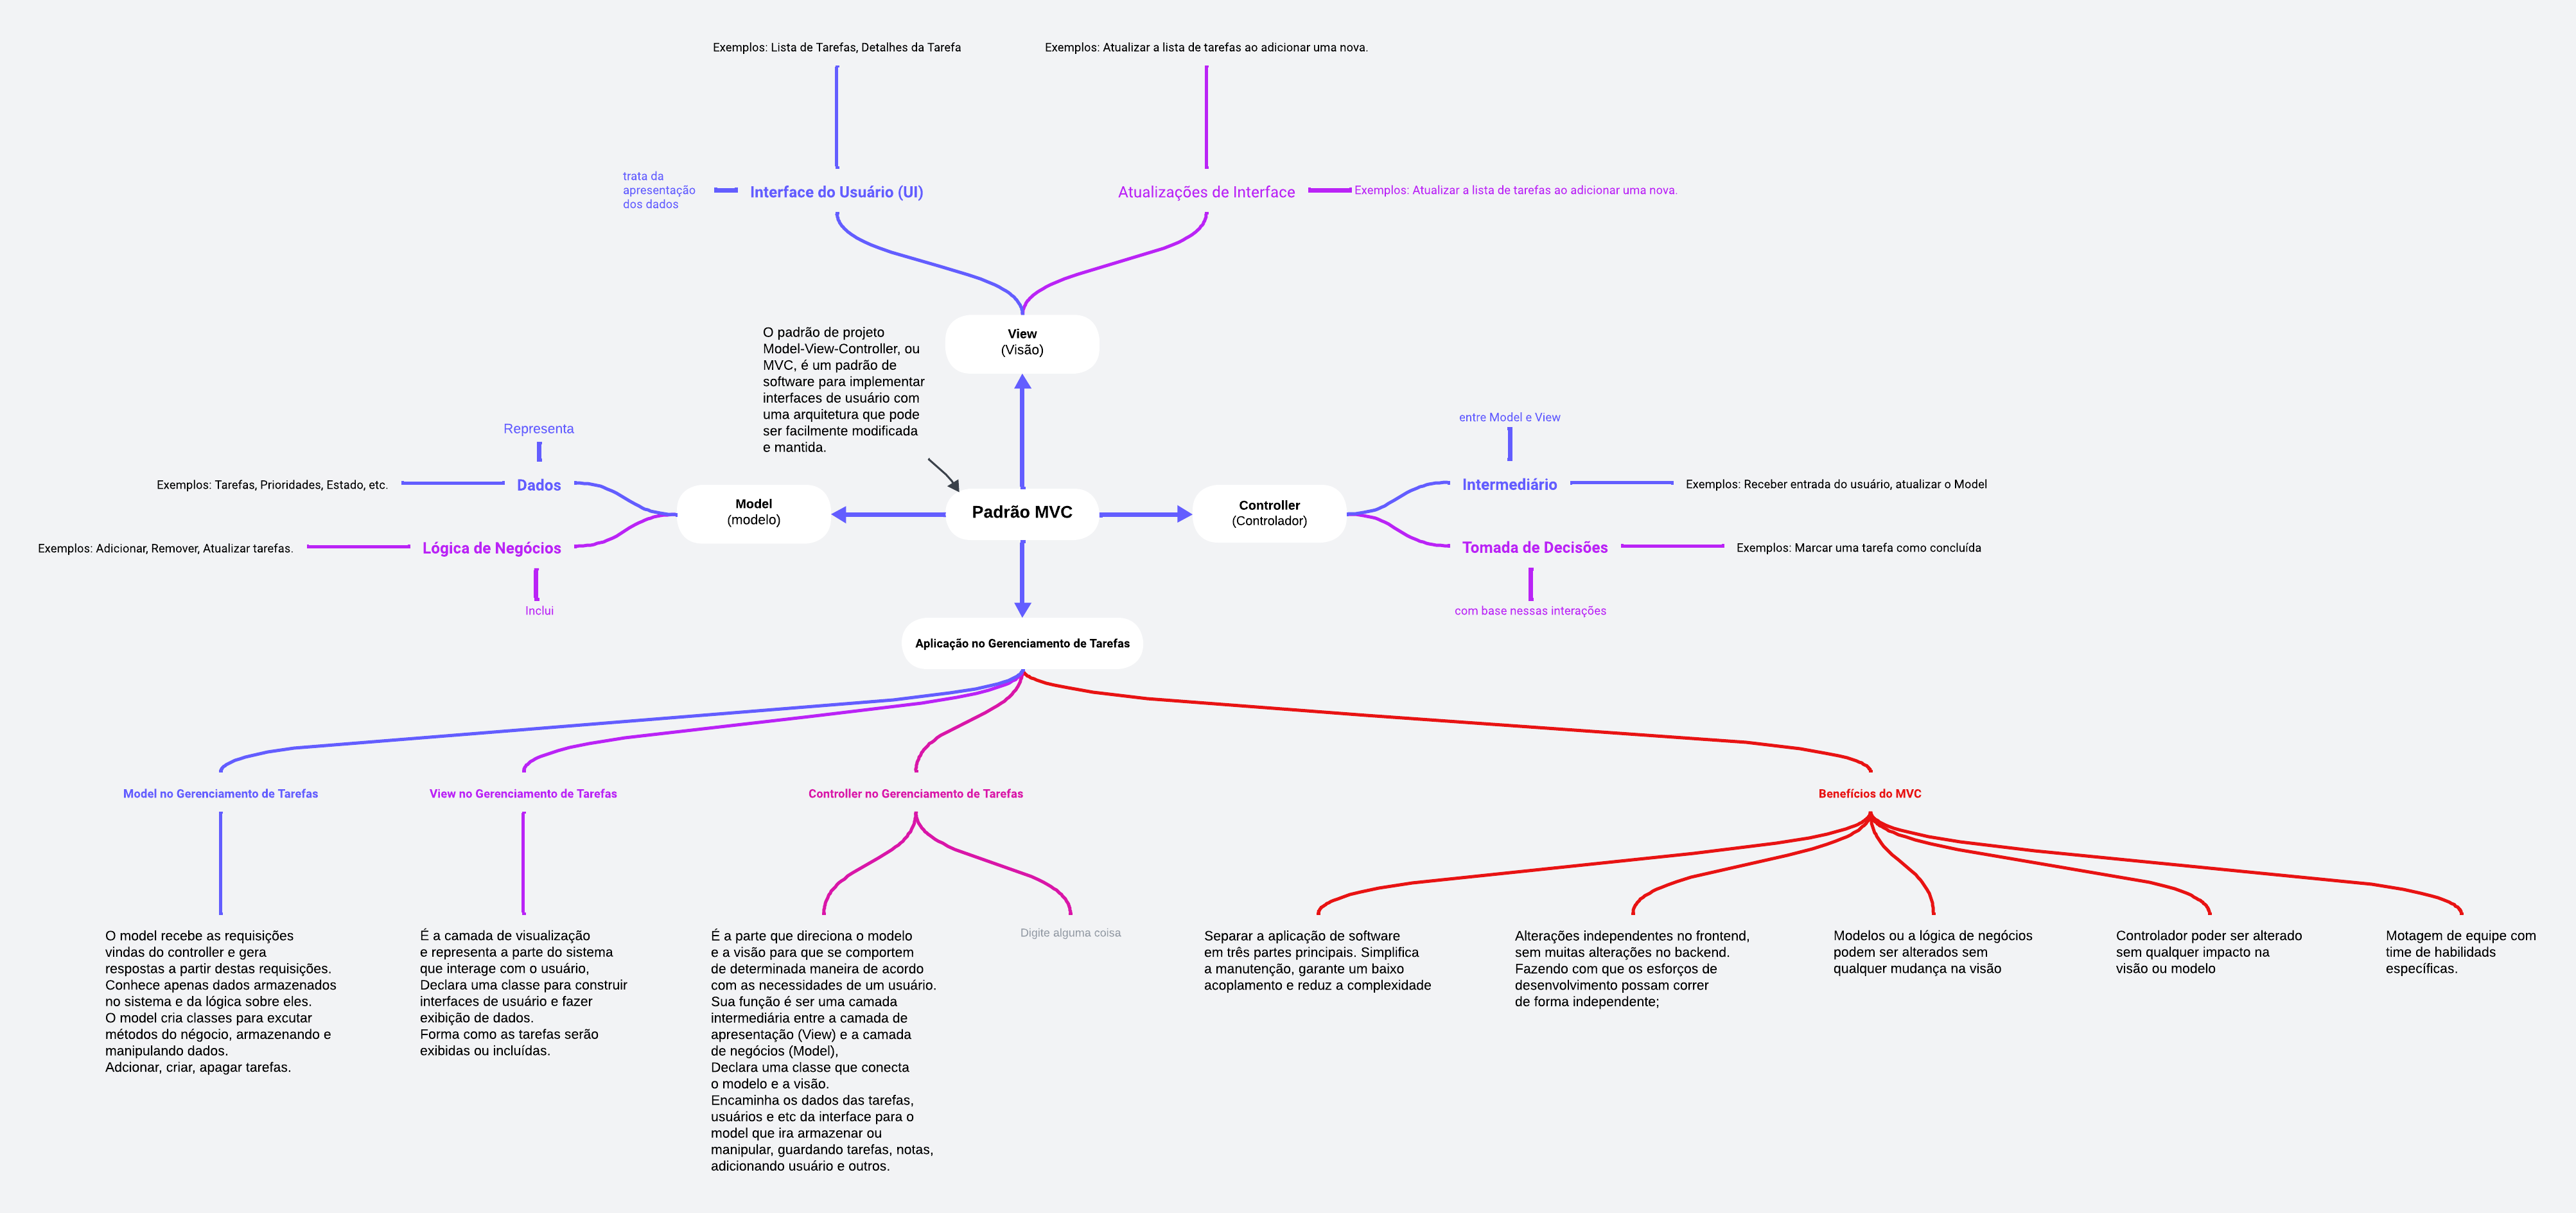 Exemplos: Lista de Tarefas, Detalhes da Tarefa
Exemplos: Atualizar a lista de tarefas ao adicionar uma nova.
trata da
apresentação
dos dados
Interface do Usuário (UI)
Atualizações de Interface
Exemplos: Atualizar a lista de tarefas ao adicionar uma nova.
View
(Visão)
O padrão de projeto
Model-View-Controller, ou
MVC, é um padrão de
software para implementar
interfaces de usuário com
uma arquitetura que pode
ser facilmente modificada
e mantida.
Representa
Exemplos: Tarefas, Prioridades, Estado, etc.
Dados
Exemplos: Adicionar, Remover, Atualizar tarefas.
Lógica de Negócios
Inclui
Model
(modelo)
Padrão MVC
Controller
(Controlador)
entre Model e View
Intermediário
Exemplos: Receber entrada do usuário, atualizar o Model
Tomada de Decisões
Exemplos: Marcar uma tarefa como concluída
com base nessas interações
Aplicação no Gerenciamento de Tarefas
Model no Gerenciamento de Tarefas
View no Gerenciamento de Tarefas
Controller no Gerenciamento de Tarefas
Benefícios do MVC
O model recebe as requisições
vindas do controller e gera
respostas a partir destas requisições.
Conhece apenas dados armazenados
no sistema e da lógica sobre eles.
O model cria classes para excutar
métodos do négocio, armazenando e
manipulando dados.
Adcionar, criar, apagar tarefas.
É a camada de visualização
e representa a parte do sistema
que interage com o usuário,
Declara uma classe para construir
interfaces de usuário e fazer
exibição de dados.
Forma como as tarefas serão
exibidas ou incluídas.
É a parte que direciona o modelo
e a visão para que se comportem
de determinada maneira de acordo
com as necessidades de um usuário.
Sua função é ser uma camada
intermediária entre a camada de
apresentação (View) e a camada
de negócios (Model),
Declara uma classe que conecta
o modelo e a visão.
Encaminha os dados das tarefas,
usuários e etc da interface para o
model que ira armazenar ou
manipular, guardando tarefas, notas,
adicionando usuário e outros.
Digite alguma coisa
Separar a aplicação de software
em três partes principais. Simplifica
a manutenção, garante um baixo
acoplamento e reduz a complexidade
Alterações independentes no frontend,
sem muitas alterações no backend.
Fazendo com que os esforços de
desenvolvimento possam correr
de forma independente;
Modelos ou a lógica de negócios
podem ser alterados sem
qualquer mudança na visão
Controlador poder ser alterado
sem qualquer impacto na
visão ou modelo
Motagem de equipe com
time de habilidads
específicas.